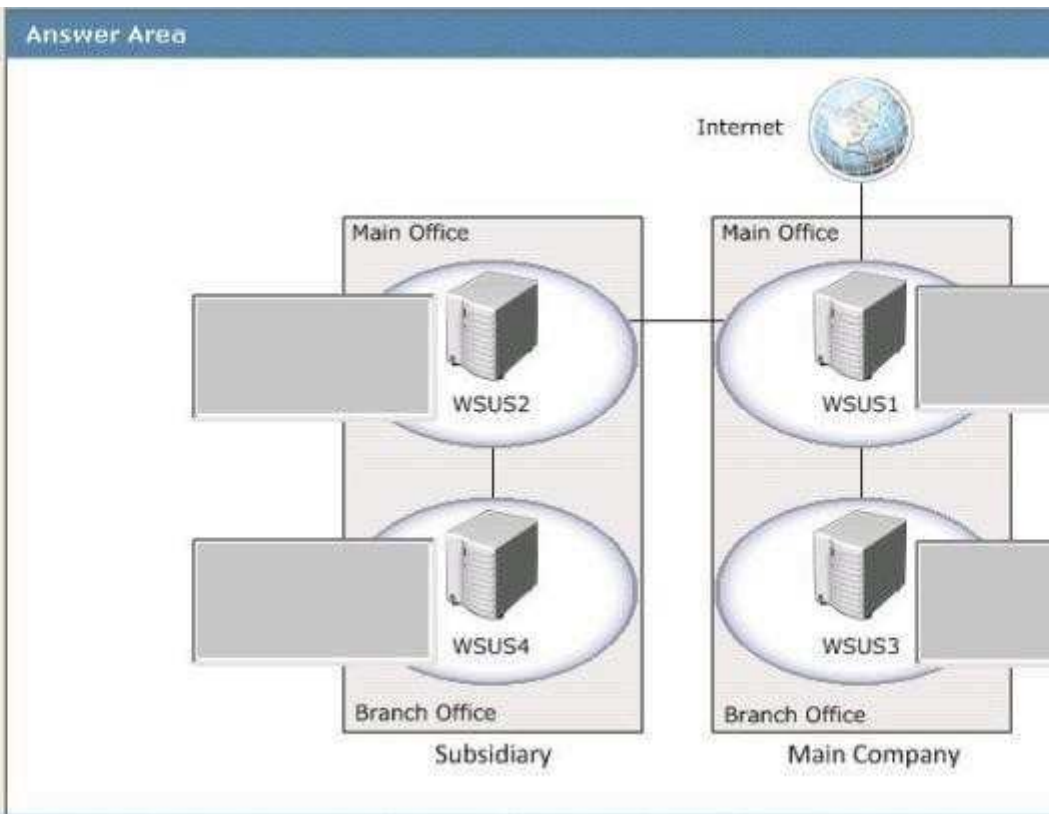 Answer Area
Internet
Main Office
Main Office
WSUS2
WSUS1
WSUS4
WSUS3
Branch Office
Branch Office
Subsidiary
Main Company